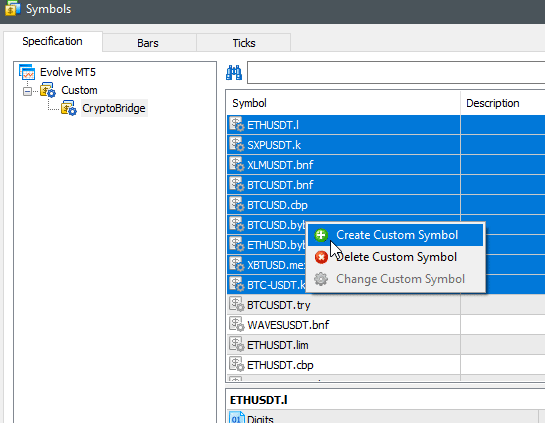 Symbols
Specification
Bars
Ticks
Evolve MT5
Custom
CryptoBridge
Symbol
Description
ETHUSDT.l
SXPUSDT.k
XLMUSDT.bnf
BTCUSDT.bnf
BTCUSD.cbp
BTCUSD.byb
ETHUSD.byb
XBTUSD.me
BTC-USDT.k
Create Custom Symbol
Delete Custom Symbol
Change Custom Symbol
BTCUSDT.try
WAVESUSDT.bnf
ETHUSDT.lim
ETHUSDT.cbp
ETHUSDT.l
Digits